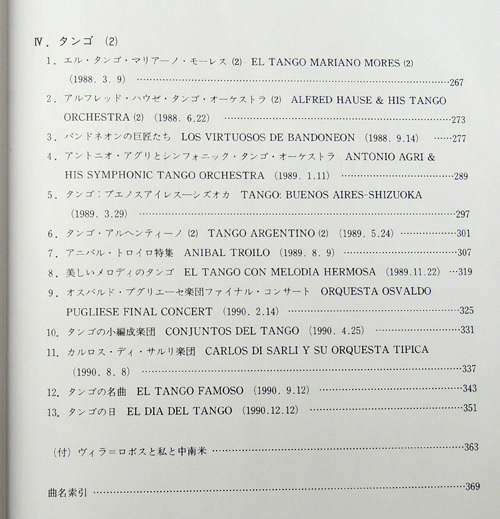 Ⅳ．タンゴ (2)
1．エル・タンゴ・マリアーノ・モーレス (2) EL TANGO MARIANO MORES (2)
(1988．3．9) ……………………………………………267
2．アルフレッド・ハウゼ・タンゴ・オーケストラ (2) ALFRED HAUSE & HIS TANGO
ORCHESTRA (2) (1988．6.22) ……………………………………273
3．バンドネオンの巨匠たち LOS VIRTUOSOS DE BANDONEON (1988．9.14) ……277
4．アントニオ・アグリとシンフォニック・タンゴ・オーケストラ ANTONIO AGRI &
HIS SYMPHONIC TANGO ORCHESTRA (1989．1.11) ……………………289
5．タンゴ：ブエノスアイレス—シズオカ TANGO: BUENOS AIRES-SHIZUOKA
(1989．3.29) ……………………………………………297
6．タンゴ・アルヘンティーノ (2) TANGO ARGENTINO (2) (1989．5.24) ……………301
7．アニバル・トロイロ特集 ANIBAL TROILO (1989．8．9) ……………………307
8．美しいメロディのタンゴ EL TANGO CON MELODIA HERMOSA (1989.11.22) …319
9．オスバルド・プグリエーセ楽団ファイナル・コンサート ORQUESTA OSVALDO
PUGLIESE FINAL CONCERT (1990．2.14) ……………………………325
10．タンゴの小編成楽団 CONJUNTOS DEL TANGO (1990．4.25) ……………………331
11．カルロス・ディ・サルリ楽団 CARLOS DI SARLI Y SU ORQUESTA TIPICA
(1990．8．8) ……………………………………………337
12．タンゴの名曲 EL TANGO FAMOSO (1990．9.12) ……………………………343
13．タンゴの日 EL DIA DEL TANGO (1990.12.12) ……………………………351
(付) ヴィラ＝ロボスと私と中南米 ……………………………………………363
曲名索引 ……………………………………………………369